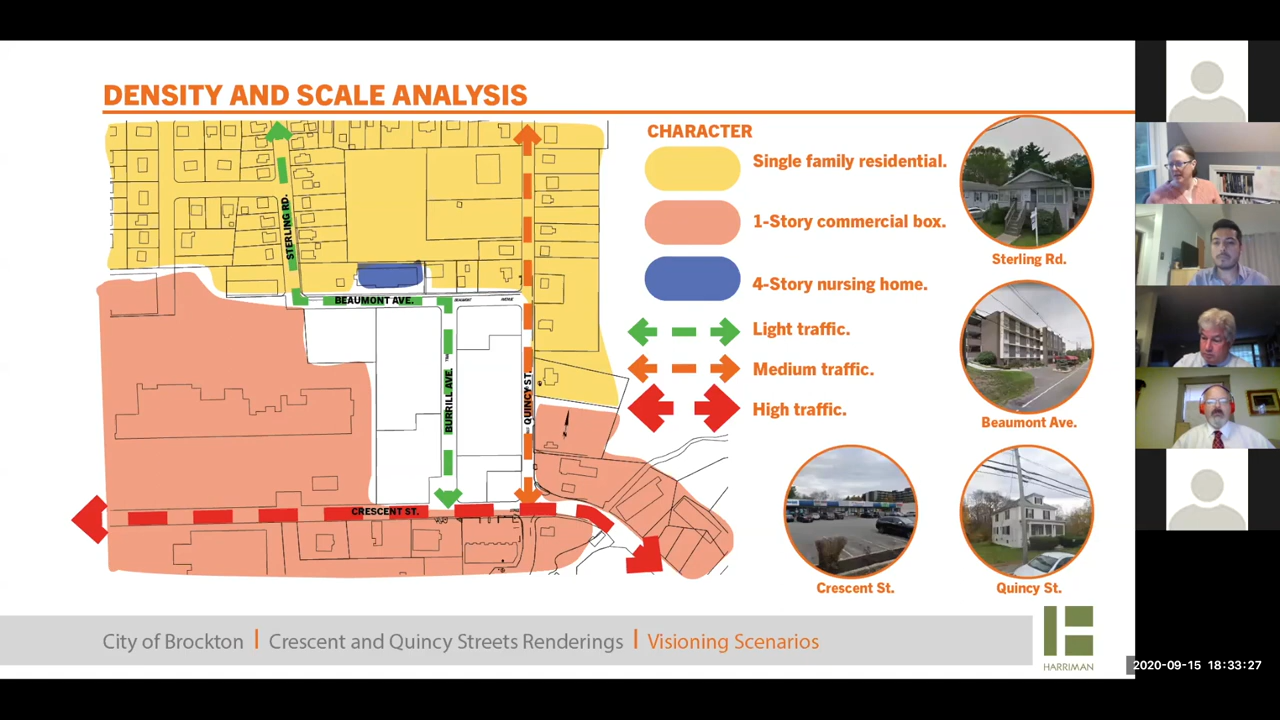 DENSITY AND SCALE ANALYSIS
STERLING RD.
BEAUMONT AVE.
AVENUE
BURRILL AVE.
QUINCY ST.
CRESCENT ST.
CHARACTER
Single family residential.
1-Story commercial box.
4-Story nursing home.
Light traffic.
Medium traffic.
High traffic.
Sterling Rd.
Beaumont Ave.
Crescent St.
Quincy St.
City of Brockton | Crescent and Quincy Streets Renderings | Visioning Scenarios
HARRIMAN
2020-09-15 18:33:27